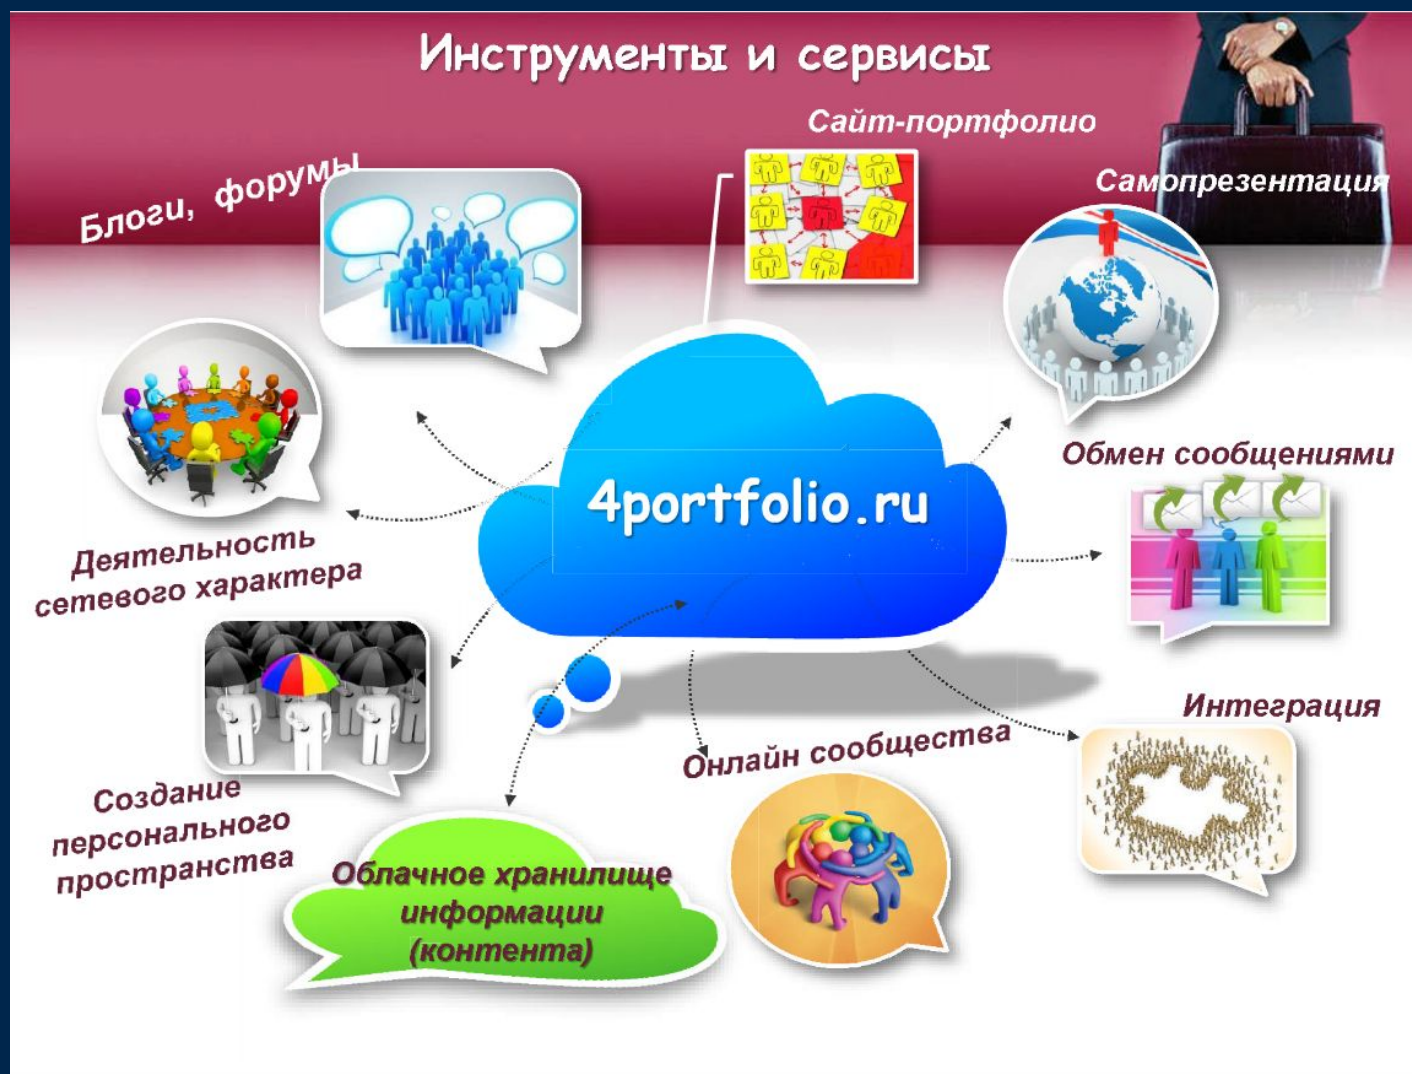 Инструменты и сервисы
Сайт-портфолио
Блоги, форумы
Самопрезентация
Обмен сообщениями
4portfolio.ru
Деятельность
сетевого характера
Интеграция
Онлайн сообщества
Создание
персонального
пространства
Облачное хранилище
информации
(контента)